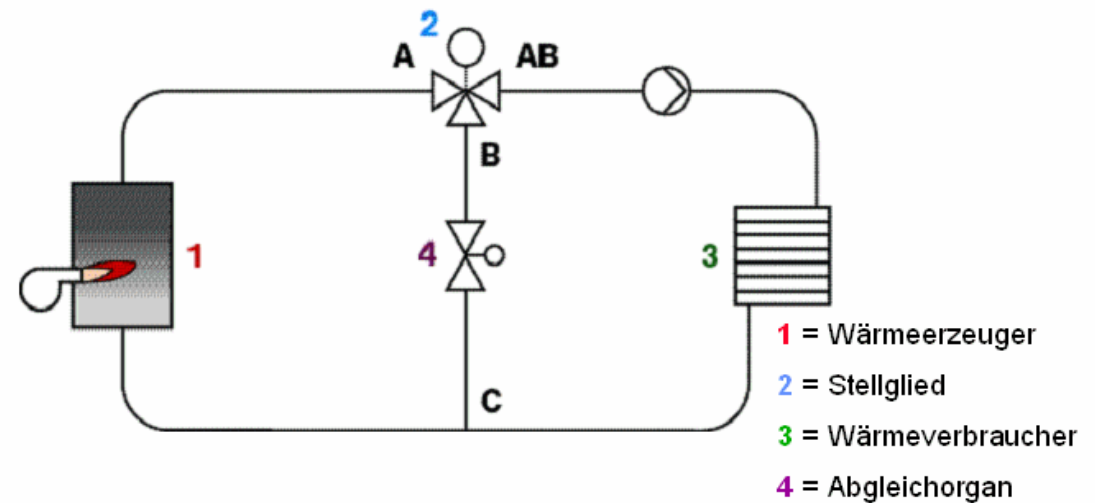 2
A AB
B
1
4
3
C
1 = Wärmeerzeuger
2 = Stellglied
3 = Wärmeverbraucher
4 = Abgleichorgan